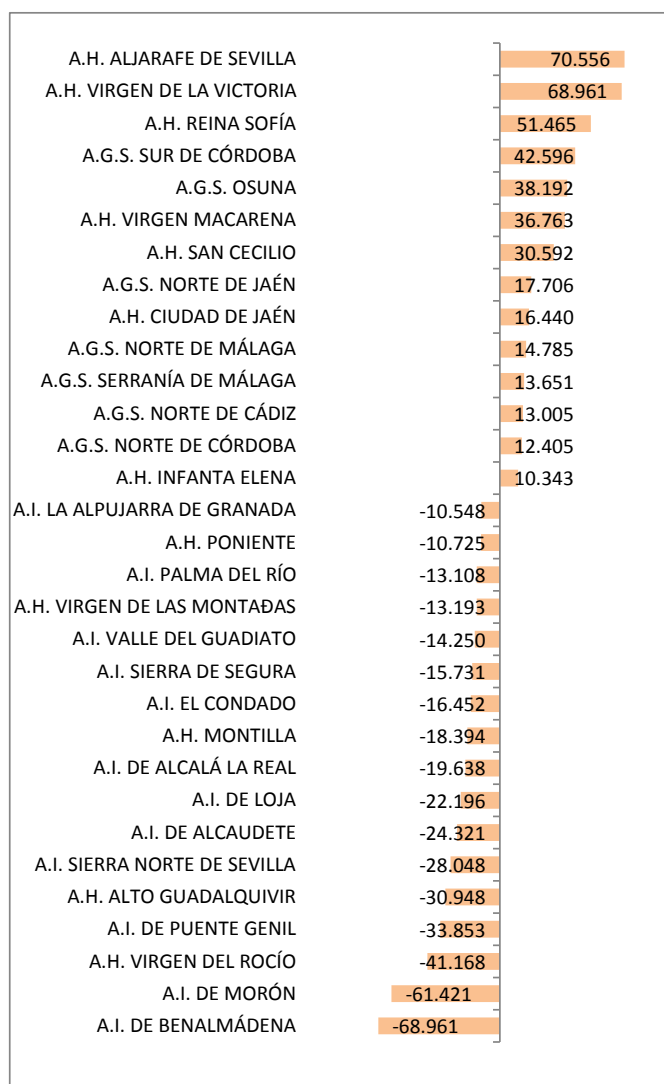 A.H. ALJARAFE DE SEVILLA 70.556
A.H. VIRGEN DE LA VICTORIA 68.961
A.H. REINA SOFÍA 51.465
A.G.S. SUR DE CÓRDOBA 42.596
A.G.S. OSUNA 38.192
A.H. VIRGEN MACARENA 36.763
A.H. SAN CECILIO 30.592
A.G.S. NORTE DE JAÉN 17.706
A.H. CIUDAD DE JAÉN 16.440
A.G.S. NORTE DE MÁLAGA 14.785
A.G.S. SERRANÍA DE MÁLAGA 13.651
A.G.S. NORTE DE CÁDIZ 13.005
A.G.S. NORTE DE CÓRDOBA 12.405
A.H. INFANTA ELENA 10.343
A.I. LA ALPUJARRA DE GRANADA -10.548
A.H. PONIENTE -10.725
A.I. PALMA DEL RÍO -13.108
A.H. VIRGEN DE LAS MONTAÐAS -13.193
A.I. VALLE DEL GUADIATO -14.250
A.I. SIERRA DE SEGURA -15.731
A.I. EL CONDADO -16.452
A.H. MONTILLA -18.394
A.I. DE ALCALÁ LA REAL -19.638
A.I. DE LOJA -22.196
A.I. DE ALCAUDETE -24.321
A.I. SIERRA NORTE DE SEVILLA -28.048
A.H. ALTO GUADALQUIVIR -30.948
A.I. DE PUENTE GENIL -33.853
A.H. VIRGEN DEL ROCÍO -41.168
A.I. DE MORÓN -61.421
A.I. DE BENALMÁDENA -68.961